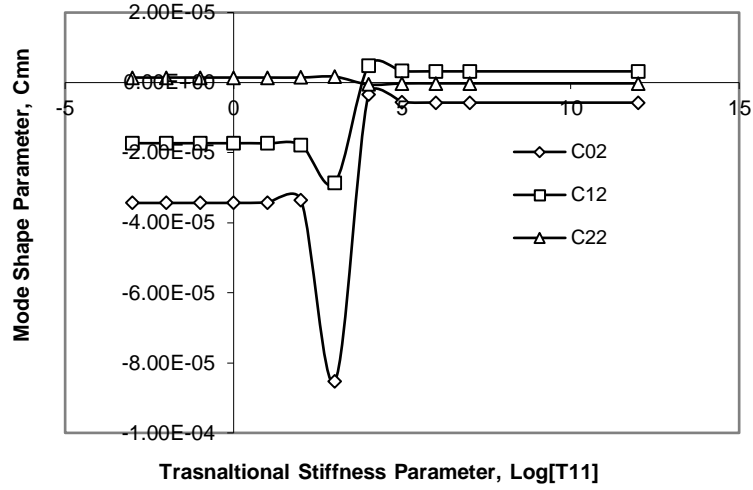 2.00E-05
0.00E+00
-5 0 5 10 15
-2.00E-05
-4.00E-05
-6.00E-05
-8.00E-05
-1.00E-04
Mode Shape Parameter, Cmn
C02
C12
C22
Trasnaltional Stiffness Parameter, Log[T11]